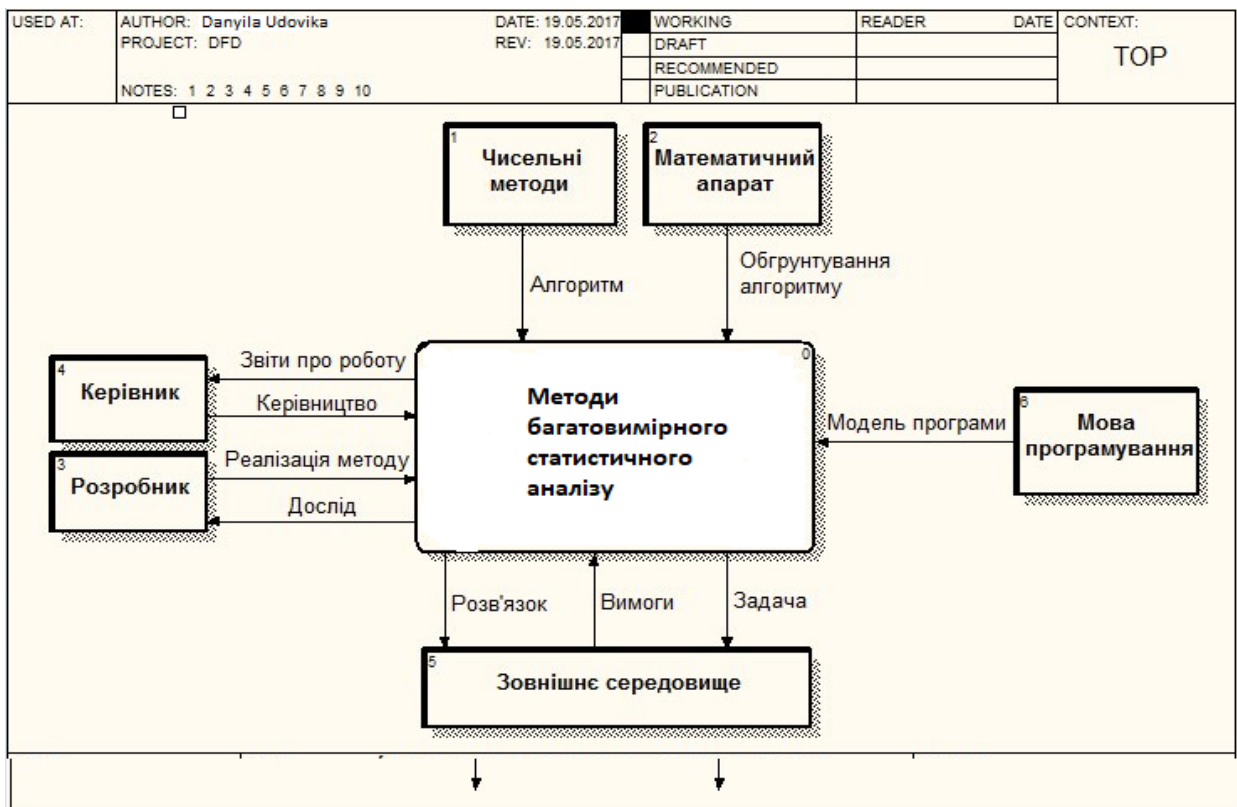 USED AT:
AUTHOR: Danyila Udovika
DATE: 19.05.2017
PROJECT: DFD
REV: 19.05.2017
NOTES: 1 2 3 4 5 6 7 8 9 10
WORKING
DRAFT
RECOMMENDED
PUBLICATION
READER
DATE
CONTEXT:
TOP
1
Чисельні
методи
2
Математичний
апарат
Алгоритм
Обгрунтування
алгоритму
4
Керівник
Звіти про роботу
Керівництво
3
Розробник
Реалізація методу
Дослід
0
Методи
багатовимірного
статистичного
аналізу
Модель програми
6
Мова
програмування
Розв'язок
Вимоги
Задача
5
Зовнішнє середовище